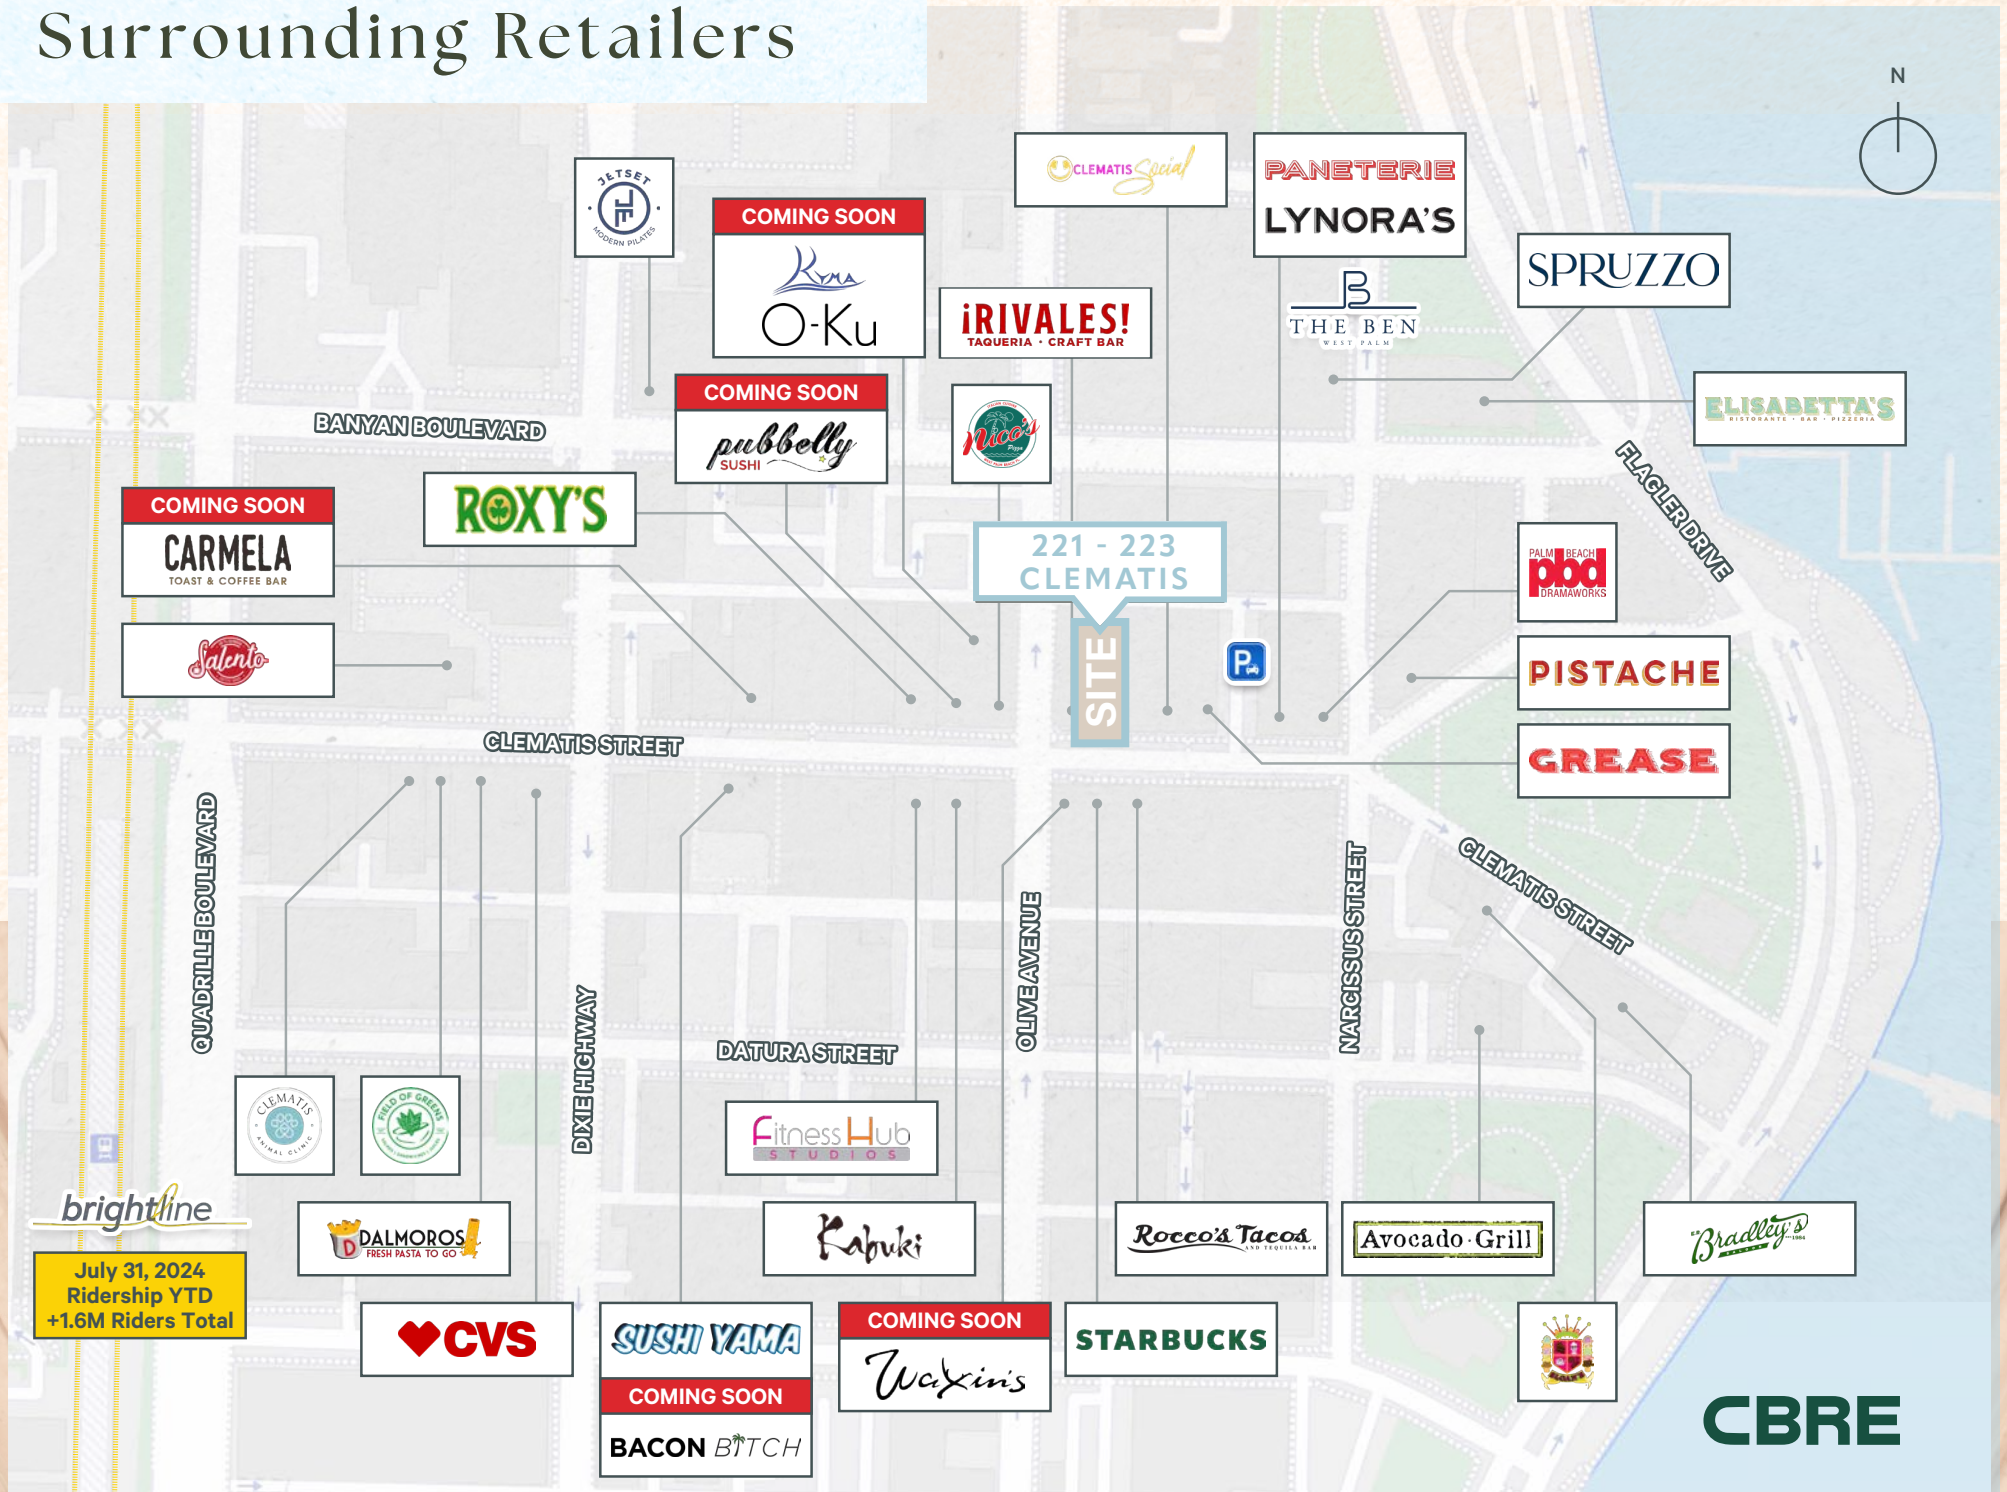 Surrounding Retailers
N
JETSET
MODERN PILATES
COMING SOON
KYMA
O-Ku
CLEMATIS Social
PANETERIE
LYNORA'S
THE BEN
WEST PALM
SPRUZZO
¡RIVALES!
TAQUERIA · CRAFT BAR
ELISABETTA'S
RISTORANTE · BAR · PIZZERIA
COMING SOON
pubbelly
SUSHI
Nico's
Pizza
BANYAN BOULEVARD
FLAGLER DRIVE
ROXY'S
COMING SOON
CARMELA
TOAST & COFFEE BAR
221 - 223
CLEMATIS
SITE
P
PALM BEACH
pbd
DRAMAWORKS
Salento
PISTACHE
GREASE
CLEMATIS STREET
QUADRILLE BOULEVARD
DIXIE HIGHWAY
OLIVE AVENUE
NARCISSUS STREET
CLEMATIS STREET
DATURA STREET
CLEMATIS
ANIMAL CLINIC
FIELD OF GREENS
Fitness Hub
STUDIOS
brightline
July 31, 2024
Ridership YTD
+1.6M Riders Total
DALMOROS
FRESH PASTA TO GO
Kabuki
Rocco's Tacos
AND TEQUILA BAR
Avocado · Grill
Bradley's
CVS
SUSHI YAMA
COMING SOON
BACON BITCH
COMING SOON
Waxin's
STARBUCKS
SLOAN'S
CBRE